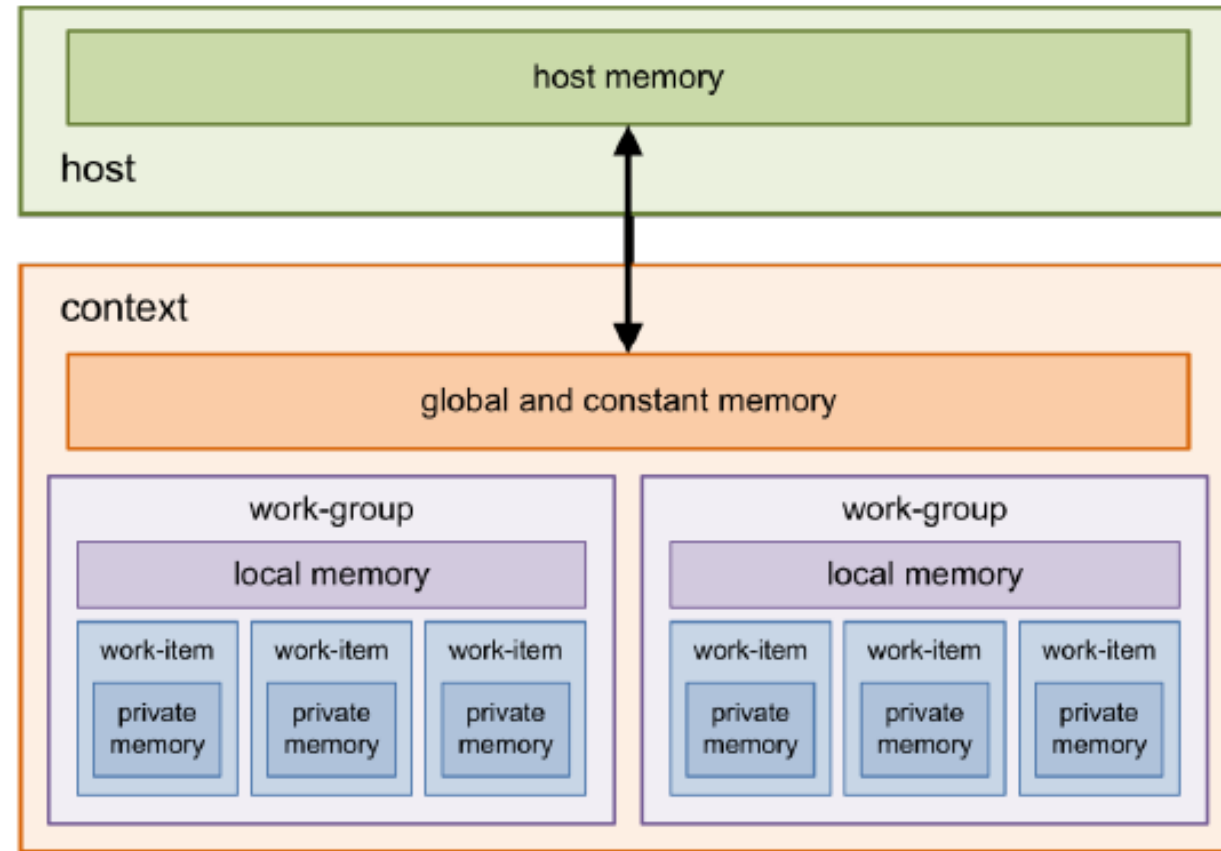 host memory
host
context
global and constant memory
work-group
local memory
work-item
private
memory
work-item
private
memory
work-item
private
memory
work-group
local memory
work-item
private
memory
work-item
private
memory
work-item
private
memory